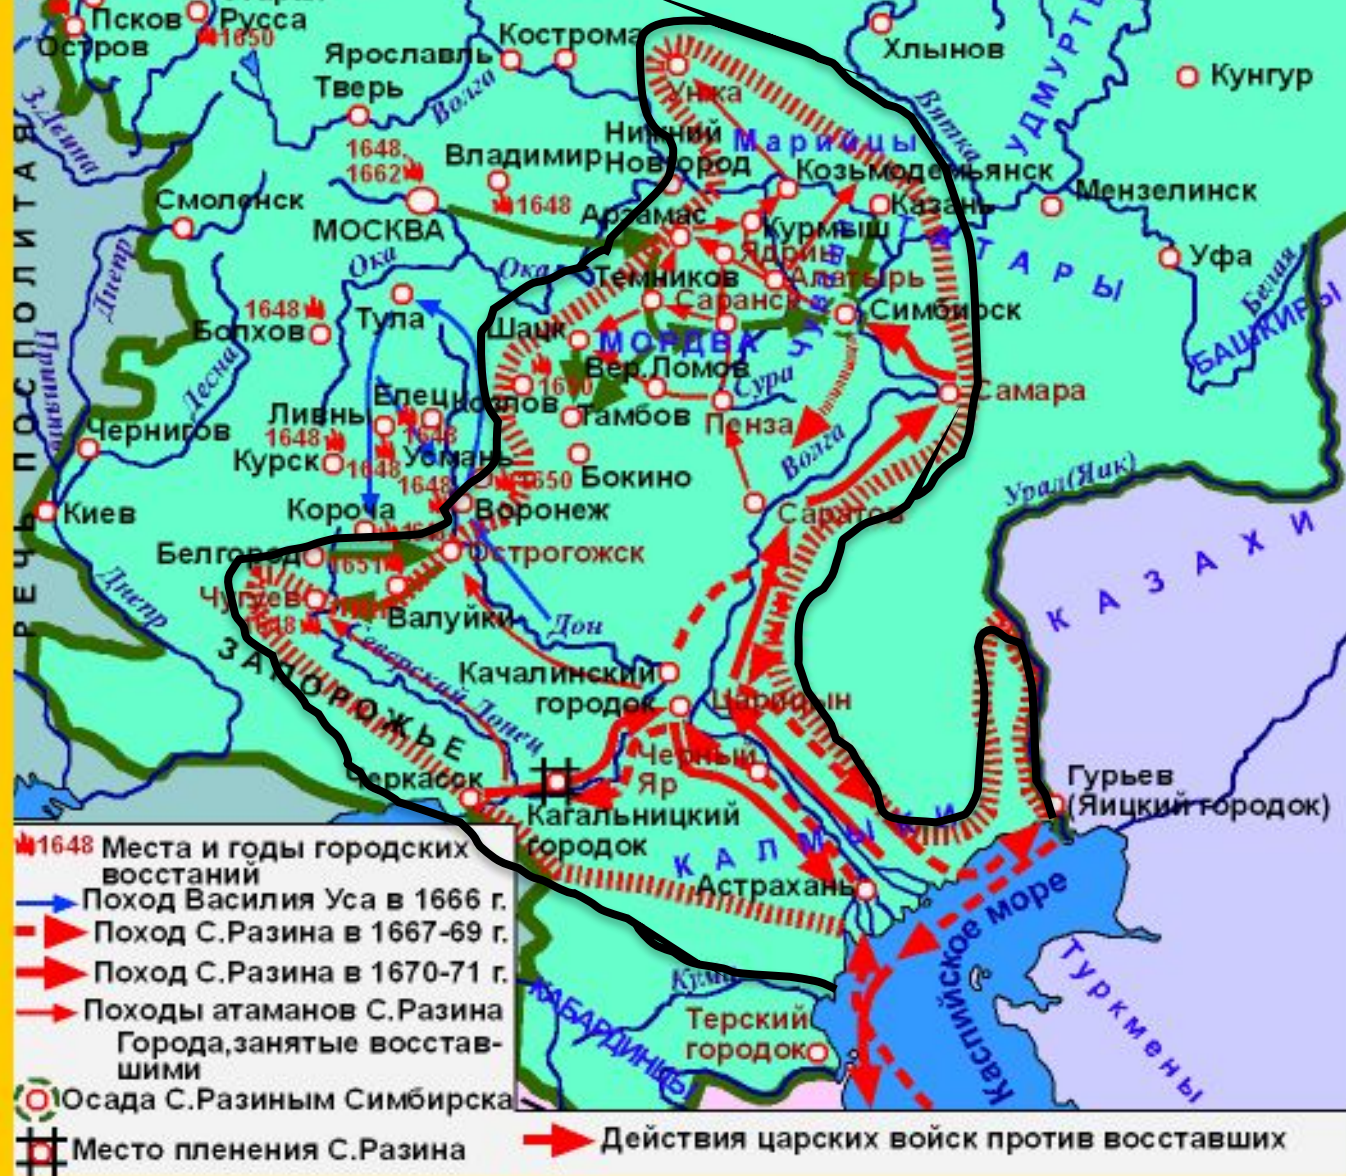 Псков
Русса
1650
Остров
Ярославль
Кострома
Хлынов
УДМУРТЫ
Кунгур
Тверь
Волга
З.Двина
Унжа
Вятка
Нижний
Новгород
Марийцы
1648
1662
Владимир
1648
Козьмодемьянск
Мензелинск
Смоленск
МОСКВА
Арзамас
Казань
Курмыш
Ядрин
ТАТАРЫ
Уфа
Белая
БАШКИРЫ
РЕЧЬ ПОСПОЛИТАЯ
Днепр
Ока
Ока
Темников
Алатырь
Саранск
Симбирск
1648
Болхов
Тула
Шацк
МОРДВА
Десна
Вер.Ломов
Сура
Самара
Елец
Козлов
Ливны
1648
Тамбов
Пенза
Чернигов
1648
Курск
1648
Усмань
1648
Волга
1650
Бокино
Урал(Яик)
Киев
Короча
Воронеж
Саратов
КАЗАХИ
Белгород
1651
Острогожск
Днепр
Чугуев
1648
Валуйки
Дон
ЗАПОРОЖЬЕ
Северский Донец
Качалинский
городок
Царицын
Черный
Яр
Черкасск
Кагальницкий
городок
КАЛМЫКИ
Гурьев
(Яицкий городок)
Астрахань
Каспийское море
Туркмены
Кума
КАБАРДИНЦЫ
Терский
городок
1648 Места и годы городских
восстаний
Поход Василия Уса в 1666 г.
Поход С.Разина в 1667-69 г.
Поход С.Разина в 1670-71 г.
Походы атаманов С.Разина
Города,занятые восстав-
шими
Осада С.Разиным Симбирска
Место пленения С.Разина
Действия царских войск против восставших